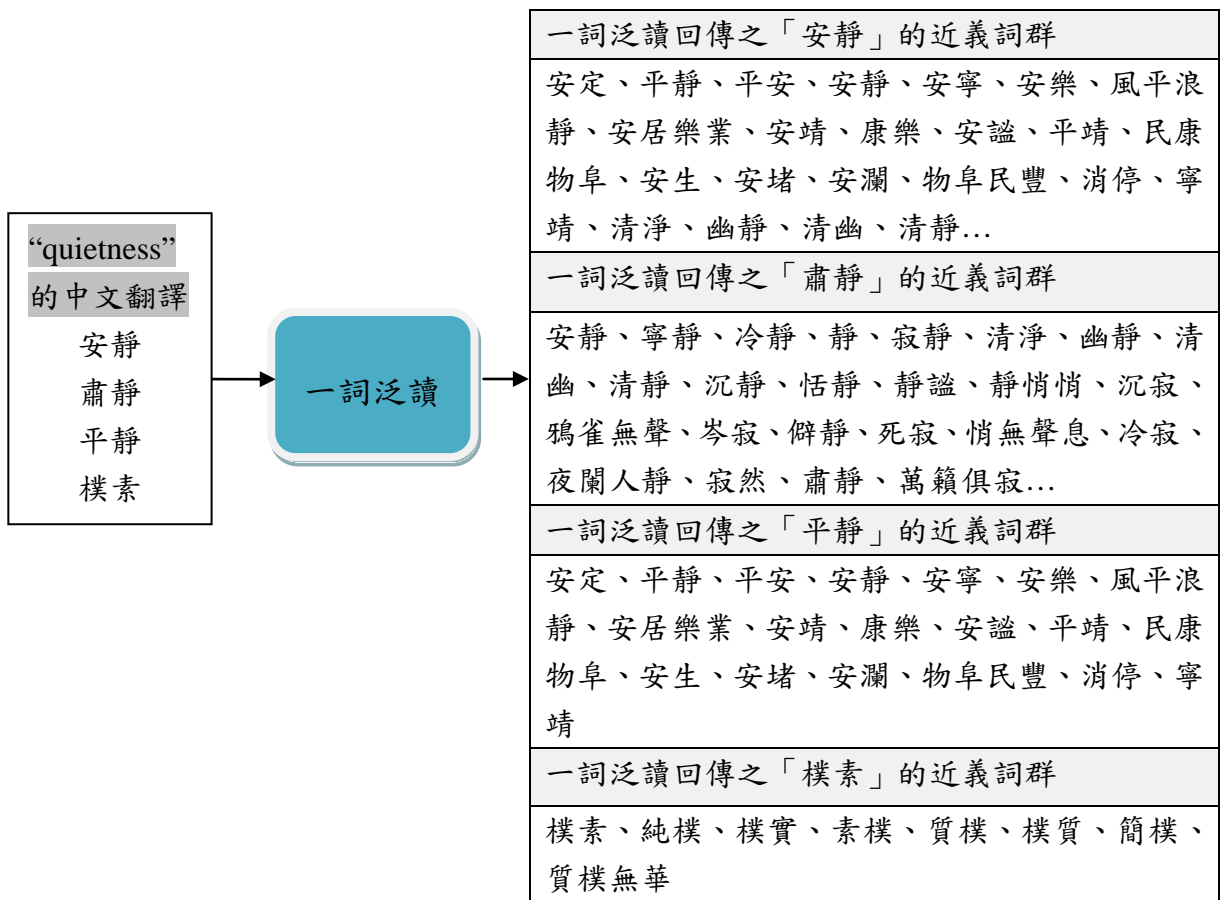 “quietness”
的中文翻譯
安靜
肅靜
平靜
樸素
一詞泛讀
一詞泛讀回傳之「安靜」的近義詞群
安定、平靜、平安、安靜、安寧、安樂、風平浪
靜、安居樂業、安靖、康樂、安謐、平靖、民康
物阜、安生、安堵、安瀾、物阜民豐、消停、寧
靖、清淨、幽靜、清幽、清靜…
一詞泛讀回傳之「肅靜」的近義詞群
安靜、寧靜、冷靜、靜、寂靜、清淨、幽靜、清
幽、清靜、沉靜、恬靜、靜謐、靜悄悄、沉寂、
鴉雀無聲、岑寂、僻靜、死寂、悄無聲息、冷寂、
夜闌人靜、寂然、肅靜、萬籟俱寂…
一詞泛讀回傳之「平靜」的近義詞群
安定、平靜、平安、安靜、安寧、安樂、風平浪
靜、安居樂業、安靖、康樂、安謐、平靖、民康
物阜、安生、安堵、安瀾、物阜民豐、消停、寧
靖
一詞泛讀回傳之「樸素」的近義詞群
樸素、純樸、樸實、素樸、質樸、樸質、簡樸、
質樸無華